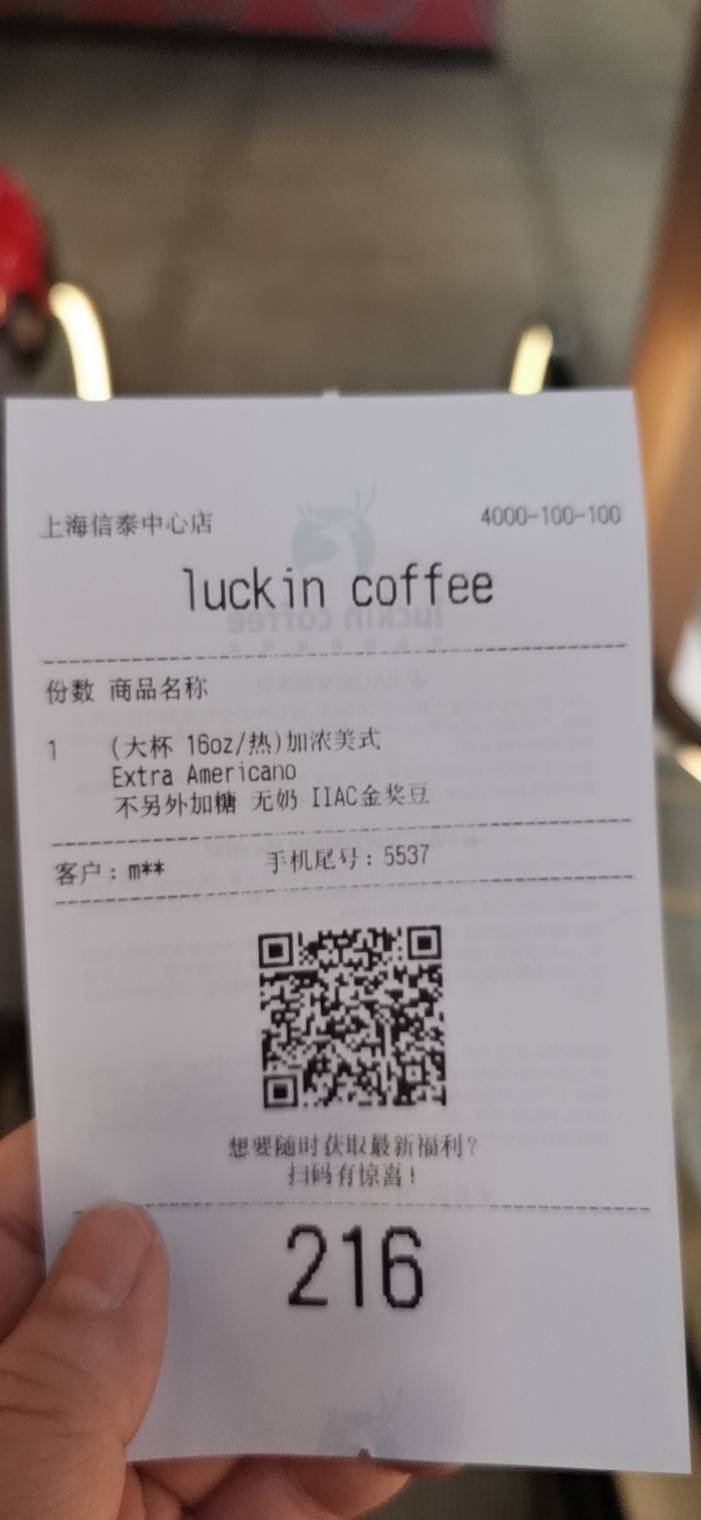 上海信泰中心店 4000-100-100
luckin coffee
份数 商品名称
1 (大杯 16oz/热)加浓美式
Extra Americano
不另外加糖 无奶 IIAC金奖豆
客户：m** 手机尾号：5537
想要随时获取最新福利？
扫码有惊喜！
216